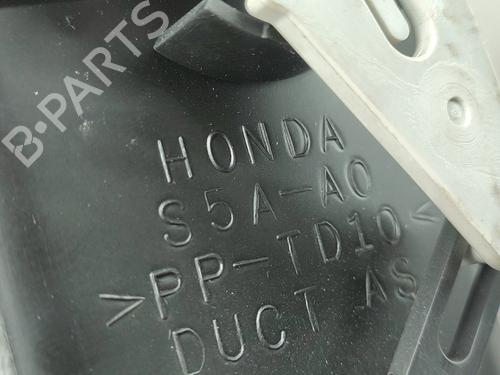 B-PARTS
HONDA
S5A-A0
>PP-TD10<
DUCT AS